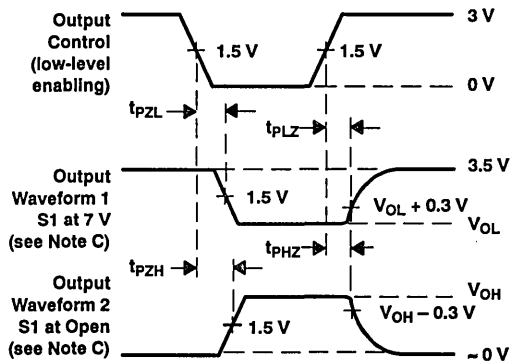 Output
Control
(low-level
enabling)
3 V
1.5 V
1.5 V
0 V
tPZL
tPLZ
Output
Waveform 1
S1 at 7 V
(see Note C)
3.5 V
1.5 V
VOL + 0.3 V
VOL
tPZH
tPHZ
Output
Waveform 2
S1 at Open
(see Note C)
VOH
1.5 V
VOH − 0.3 V
~ 0 V